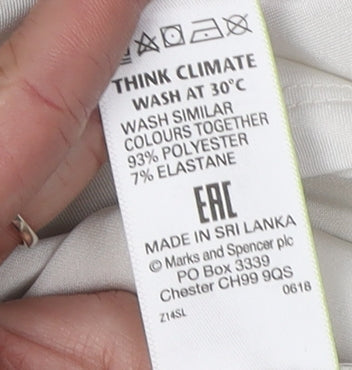 THINK CLIMATE
WASH AT 30°C
WASH SIMILAR
COLOURS TOGETHER
93% POLYESTER
7% ELASTANE
EAC
MADE IN SRI LANKA
© Marks and Spencer plc
PO Box 3339
Chester CH99 9QS
0618
Z14SL